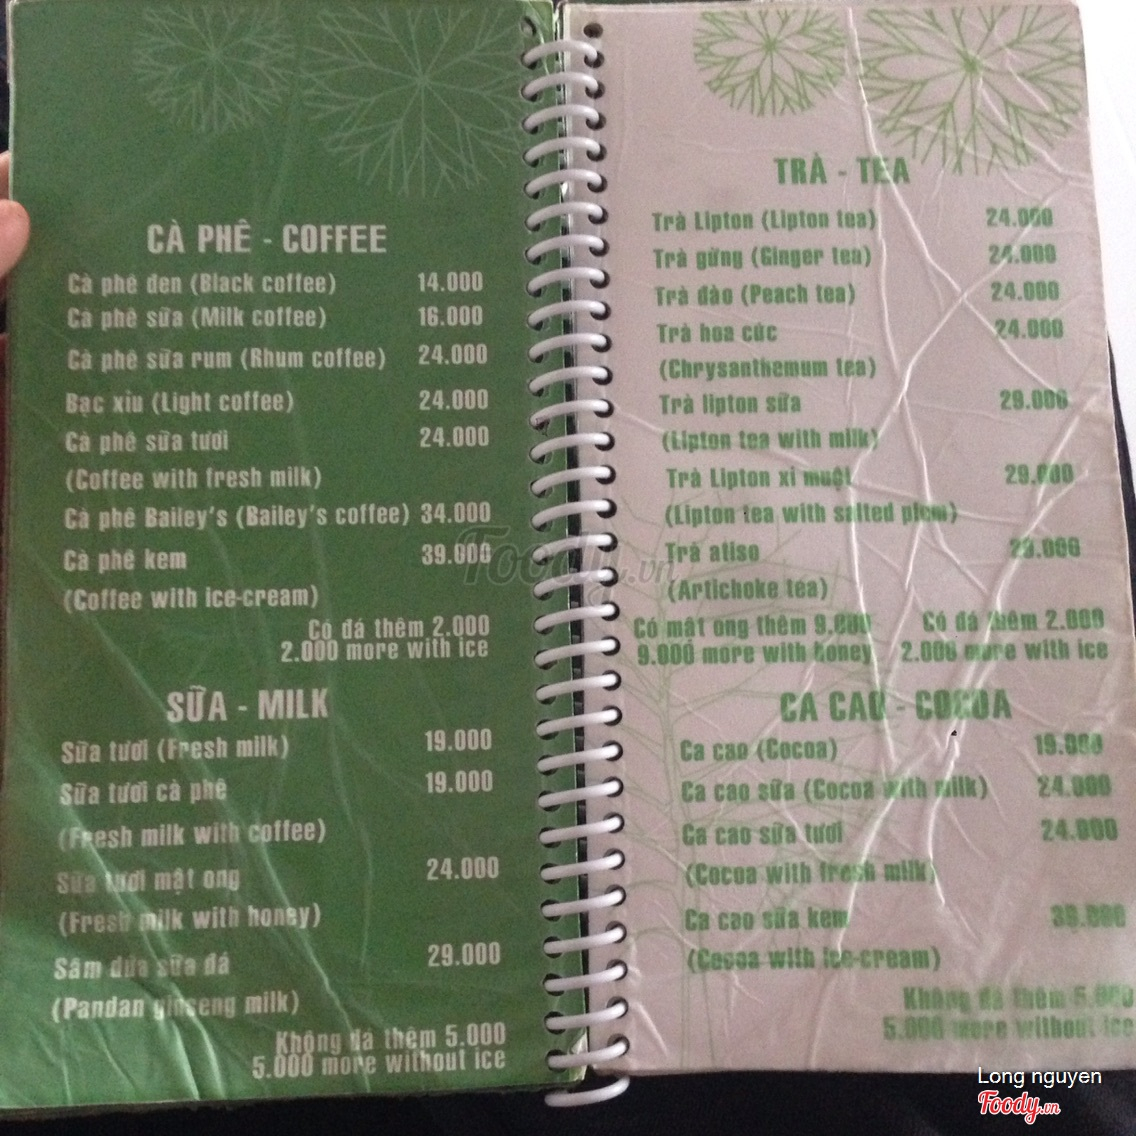 CÀ PHÊ - COFFEE
Cà phê đen (Black coffee) 14.000
Cà phê sữa (Milk coffee) 16.000
Cà phê sữa rum (Rhum coffee) 24.000
Bạc xỉu (Light coffee) 24.000
Cà phê sữa tươi 24.000
(Coffee with fresh milk)
Cà phê Bailey's (Bailey's coffee) 34.000
Cà phê kem 39.000
(Coffee with ice-cream)
Có đá thêm 2.000
2.000 more with ice
SỮA - MILK
Sữa tươi (Fresh milk) 19.000
Sữa tươi cà phê 19.000
(Fresh milk with coffee)
Sữa tươi mật ong 24.000
(Fresh milk with honey)
Sâm dứa sữa đá 29.000
(Pandan ginseng milk)
Không đá thêm 5.000
5.000 more without ice
TRÀ - TEA
Trà Lipton (Lipton tea) 24.000
Trà gừng (Ginger tea) 24.000
Trà đào (Peach tea) 24.000
Trà hoa cúc 24.000
(Chrysanthemum tea)
Trà lipton sữa 29.000
(Lipton tea with milk)
Trà Lipton xí muội 29.000
(Lipton tea with salted plum)
Trà atiso 29.000
(Artichoke tea)
Có mật ong thêm 9.000 Có đá thêm 2.000
9.000 more with honey 2.000 more with ice
CA CAO - COCOA
Ca cao (Cocoa) 19.000
Ca cao sữa (Cocoa with milk) 24.000
Ca cao sữa tươi 24.000
(Cocoa with fresh milk)
Ca cao sữa kem 39.000
(Cocoa with ice-cream)
Không đá thêm 5.000
5.000 more without ice
Foody.vn
Long nguyen
Foody.vn